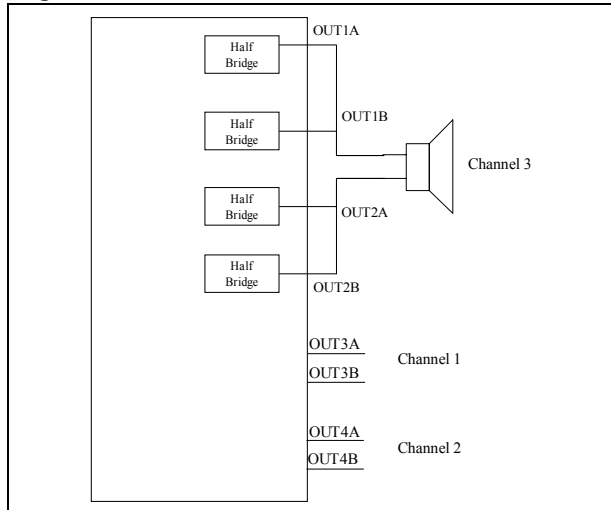 OUT1A
Half
Bridge
OUT1B
Half
Bridge
Channel 3
Half
Bridge
OUT2A
Half
Bridge
OUT2B
OUT3A
Channel 1
OUT3B
OUT4A
Channel 2
OUT4B